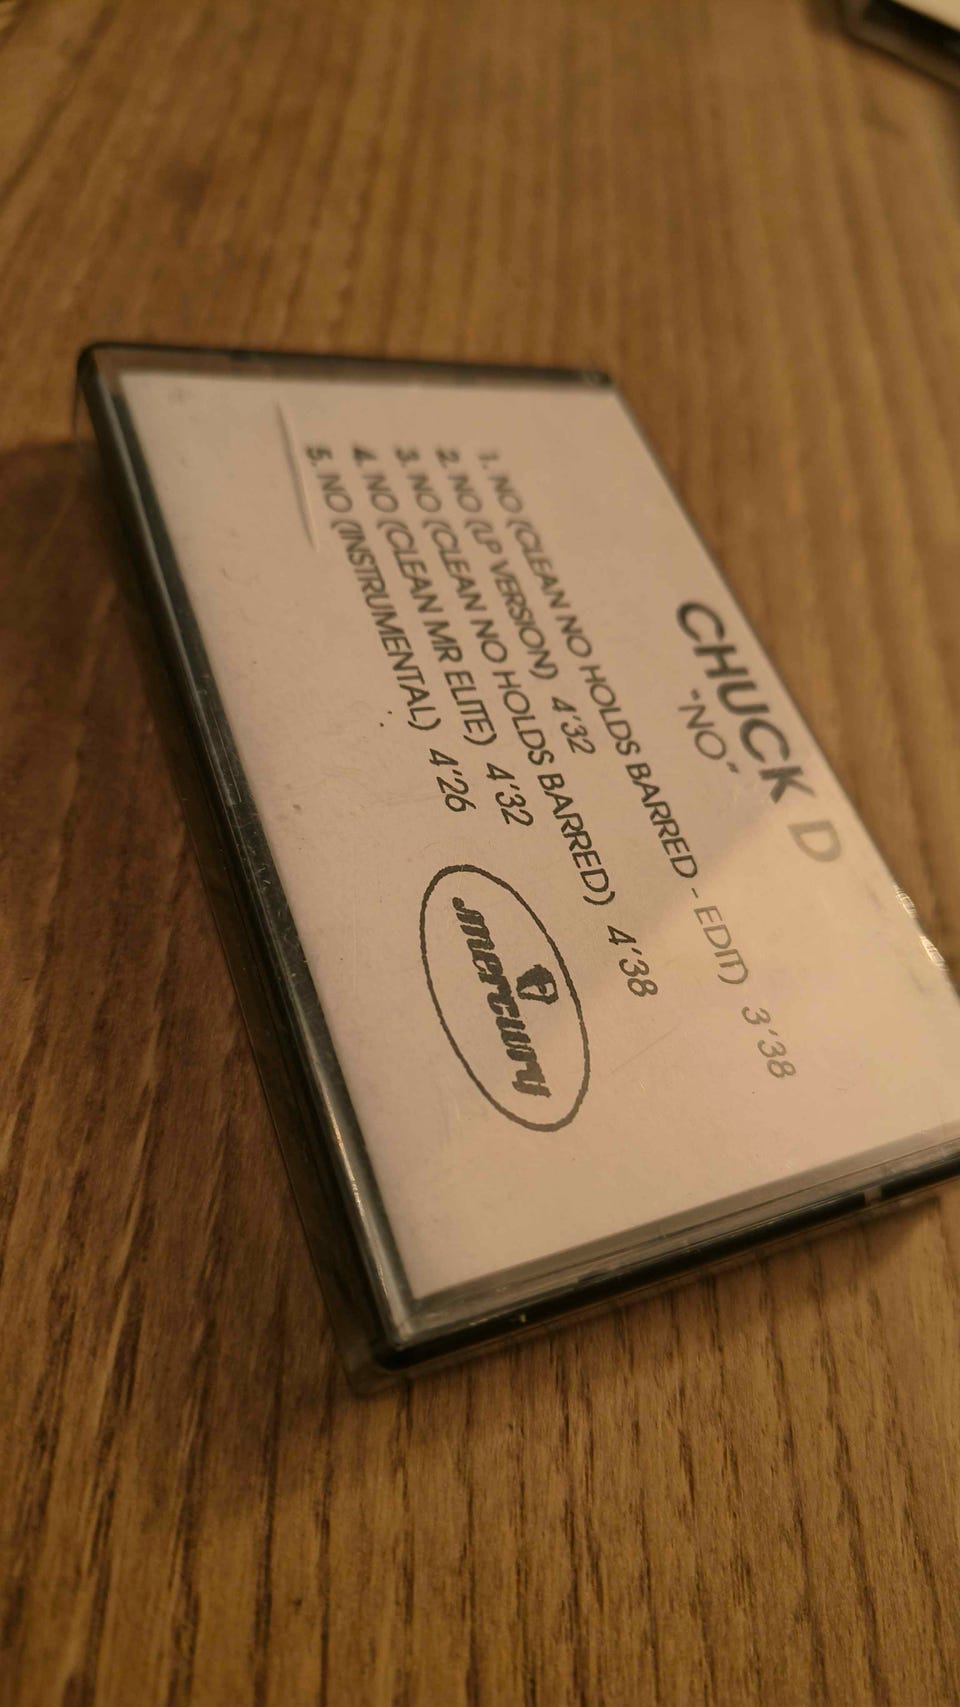 CHUCK D
"NO"
1. NO (CLEAN NO HOLDS BARRED - EDIT) 3'38
2. NO (LP VERSION) 4'32
3. NO (CLEAN NO HOLDS BARRED) 4'38
4. NO (CLEAN MR ELITE) 4'32
5. NO (INSTRUMENTAL) 4'26
mercury